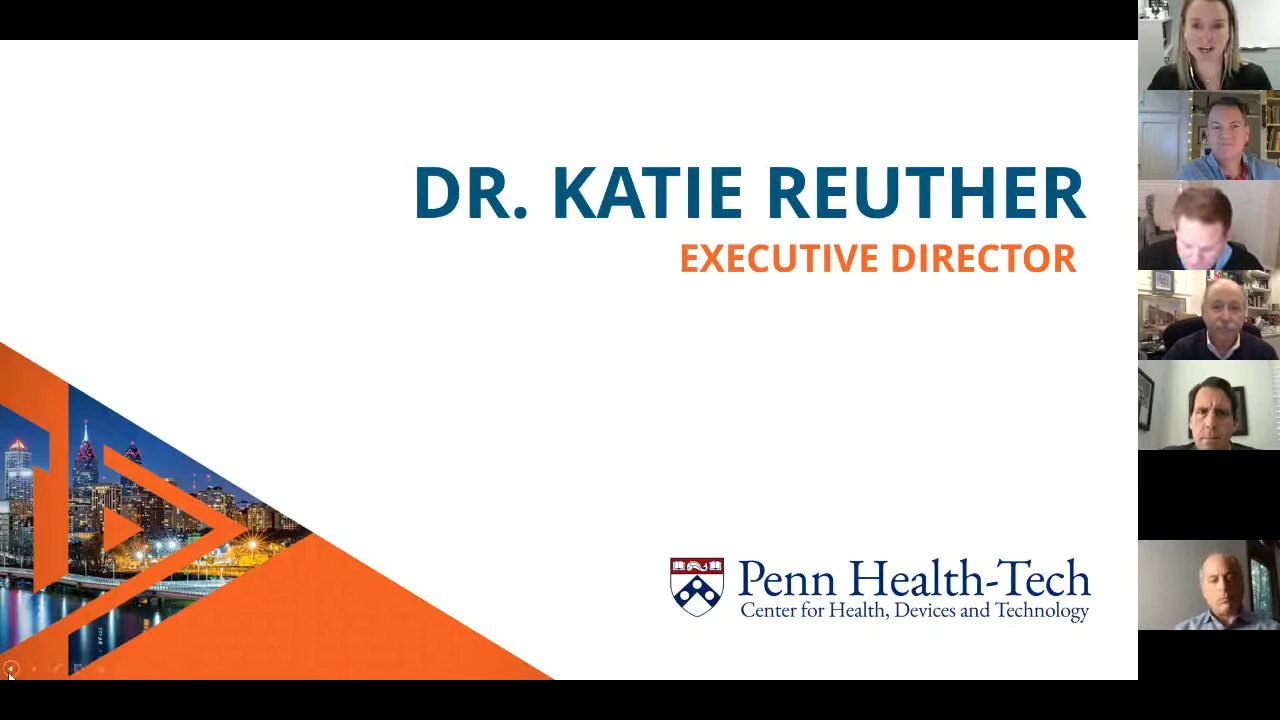 DR. KATIE REUTHER
EXECUTIVE DIRECTOR
Penn Health-Tech
Center for Health, Devices and Technology